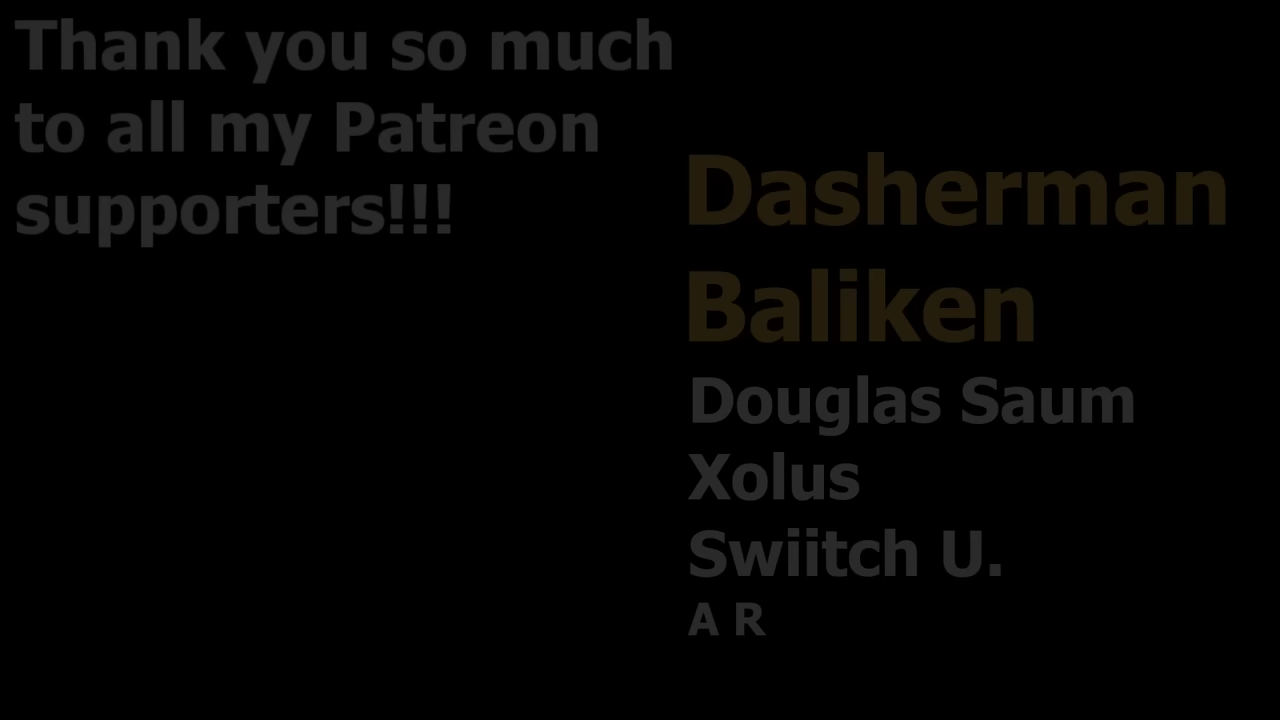 Thank you so much
to all my Patreon
supporters!!!
Dasherman
Baliken
Douglas Saum
Xolus
Swiitch U.
A R